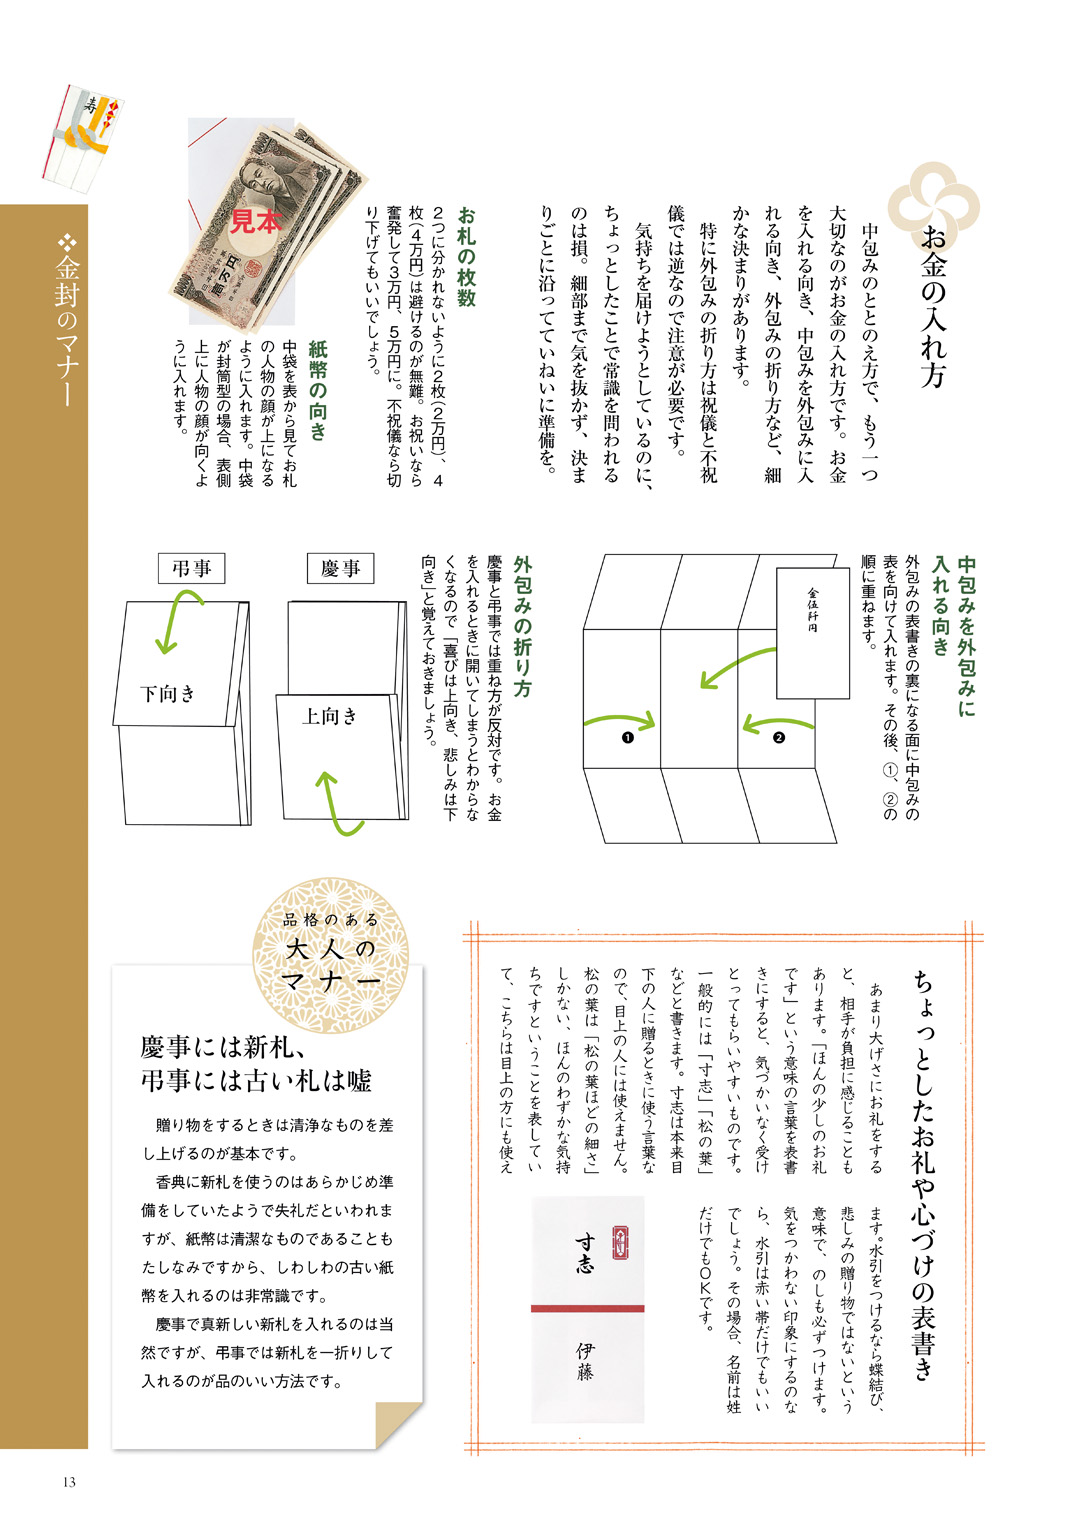 お金の入れ方
中包みのととのえ方で、もう一つ
大切なのがお金の入れ方です。お金
を入れる向き、中包みを外包みに入
れる向き、外包みの折り方など、細
かな決まりがあります。
特に外包みの折り方は祝儀と不祝
儀では逆なので注意が必要です。
気持ちを届けようとしているのに、
ちょっとしたことで常識を問われる
のは損。細部まで気を抜かず、決ま
りごとに沿ってていねいに準備を。
お札の枚数
2つに分かれないように2枚(2万円)、4
枚(4万円)は避けるのが無難。お祝いなら
奮発して3万円、5万円に。不祝儀なら切
り下げてもいいでしょう。
見本
紙幣の向き
中袋を表から見てお札
の人物の顔が上になる
ように入れます。中袋
が封筒型の場合、表側
上に人物の顔が向くよ
うに入れます。
寿
❖金封のマナー
中包みを外包みに
入れる向き
外包みの表書きの裏になる面に中包みの
表を向けて入れます。その後、①、②の
順に重ねます。
金伍阡円
❶
❷
外包みの折り方
慶事と弔事では重ね方が反対です。お金
を入れるときに開いてしまうとわからな
くなるので「喜びは上向き、悲しみは下
向き」と覚えておきましょう。
慶事
上向き
弔事
下向き
ちょっとしたお礼や心づけの表書き
あまり大げさにお礼をする
と、相手が負担に感じることも
あります。「ほんの少しのお礼
です」という意味の言葉を表書
きにすると、気づかいなく受け
とってもらいやすいものです。
一般的には「寸志」「松の葉」
などと書きます。寸志は本来目
下の人に贈るときに使う言葉な
ので、目上の人には使えません。
松の葉は「松の葉ほどの細さ」
しかない、ほんのわずかな気持
ちですということを表してい
て、こちらは目上の方にも使え
ます。水引をつけるなら蝶結び、
悲しみの贈り物ではないという
意味で、のしも必ずつけます。
気をつかわない印象にするのな
ら、水引は赤い帯だけでもいい
でしょう。その場合、名前は姓
だけでもOKです。
寸志
伊藤
品格のある
大人の
マナー
慶事には新札、
弔事には古い札は嘘
贈り物をするときは清浄なものを差
し上げるのが基本です。
香典に新札を使うのはあらかじめ準
備をしていたようで失礼だといわれま
すが、紙幣は清潔なものであることも
たしなみですから、しわしわの古い紙
幣を入れるのは非常識です。
慶事で真新しい新札を入れるのは当
然ですが、弔事では新札を一折りして
入れるのが品のいい方法です。
13